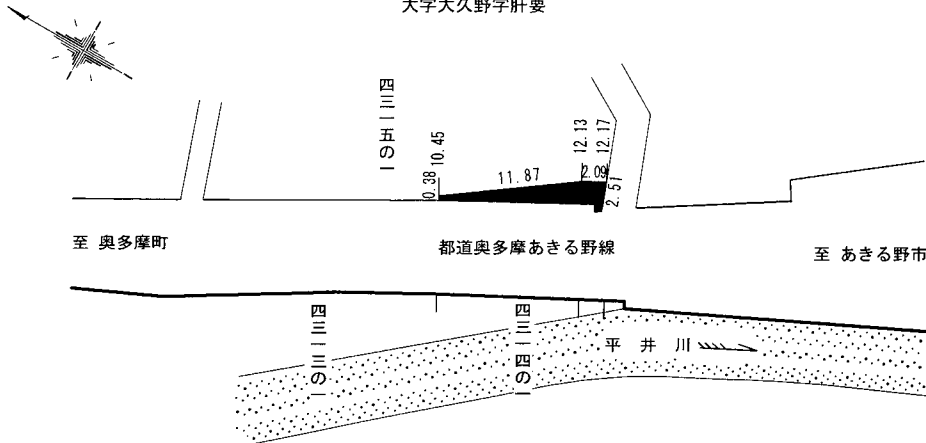 大字大久野字肝要
四三一五の一
0.38
10.45
11.87
12.13
12.17
2.09
2.51
至 奥多摩町
都道奥多摩あきる野線
至 あきる野市
四三一三の一
四三一四の一
平井川